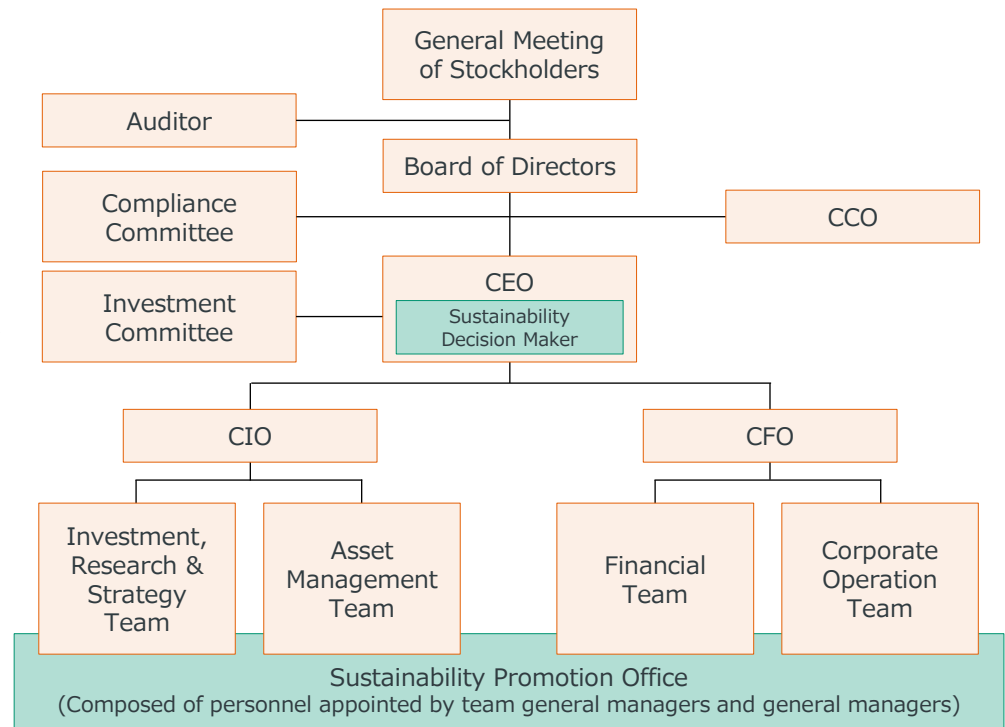 General Meeting
of Stockholders
Auditor
Board of Directors
Compliance
Committee
CCO
CEO
Sustainability
Decision Maker
Investment
Committee
CIO
CFO
Investment,
Research &
Strategy
Team
Asset
Management
Team
Financial
Team
Corporate
Operation
Team
Sustainability Promotion Office
(Composed of personnel appointed by team general managers and general managers)